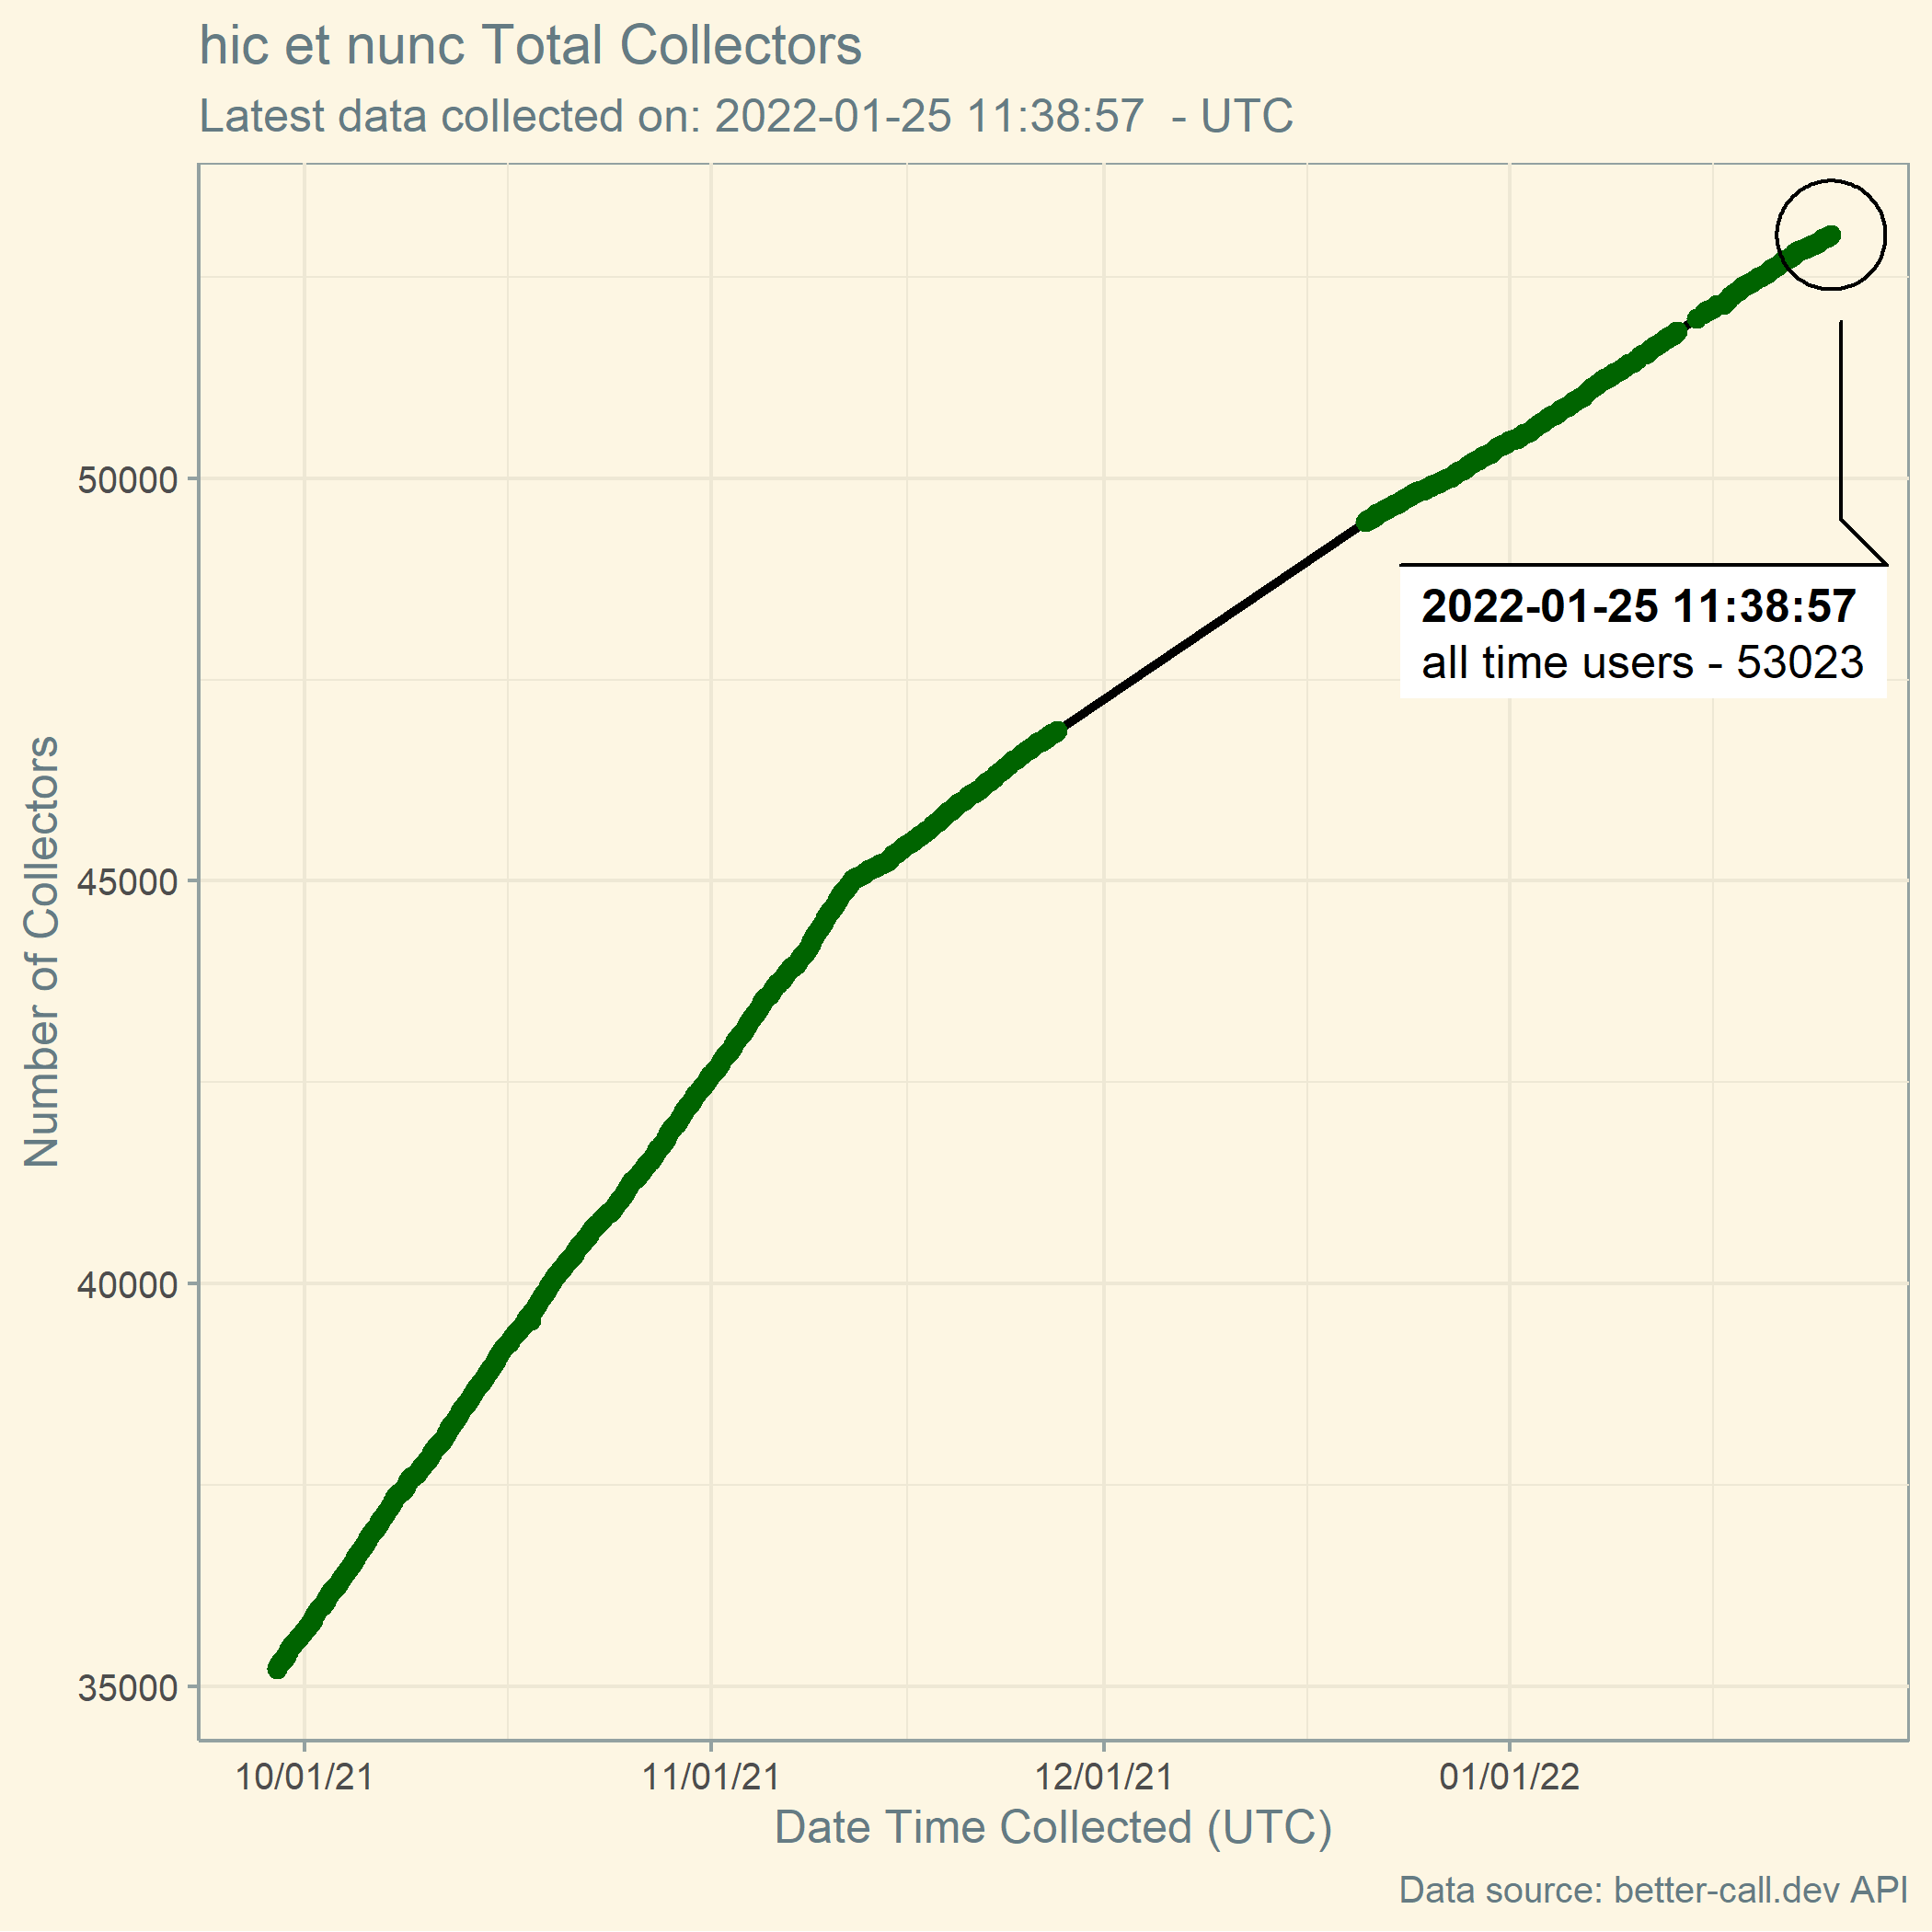 hic et nunc Total Collectors
Latest data collected on: 2022-01-25 11:38:57  - UTC
Number of Collectors
50000
45000
40000
35000
2022-01-25 11:38:57
all time users - 53023
10/01/21
11/01/21
12/01/21
01/01/22
Date Time Collected (UTC)
Data source: better-call.dev API